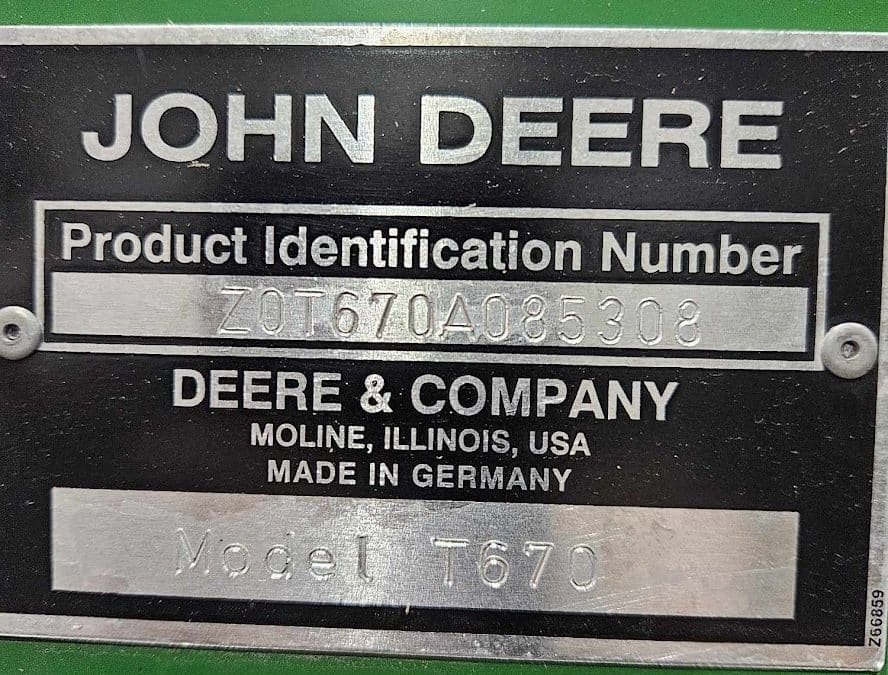 JOHN DEERE
Product Identification Number
Z0T670A085308
DEERE & COMPANY
MOLINE, ILLINOIS, USA
MADE IN GERMANY
Model T670
Z66859